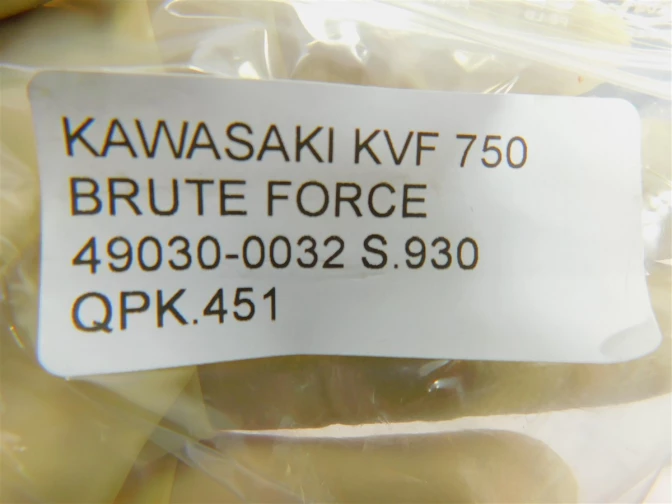 KAWASAKI KVF 750
BRUTE FORCE
49030-0032 S.930
QPK.451